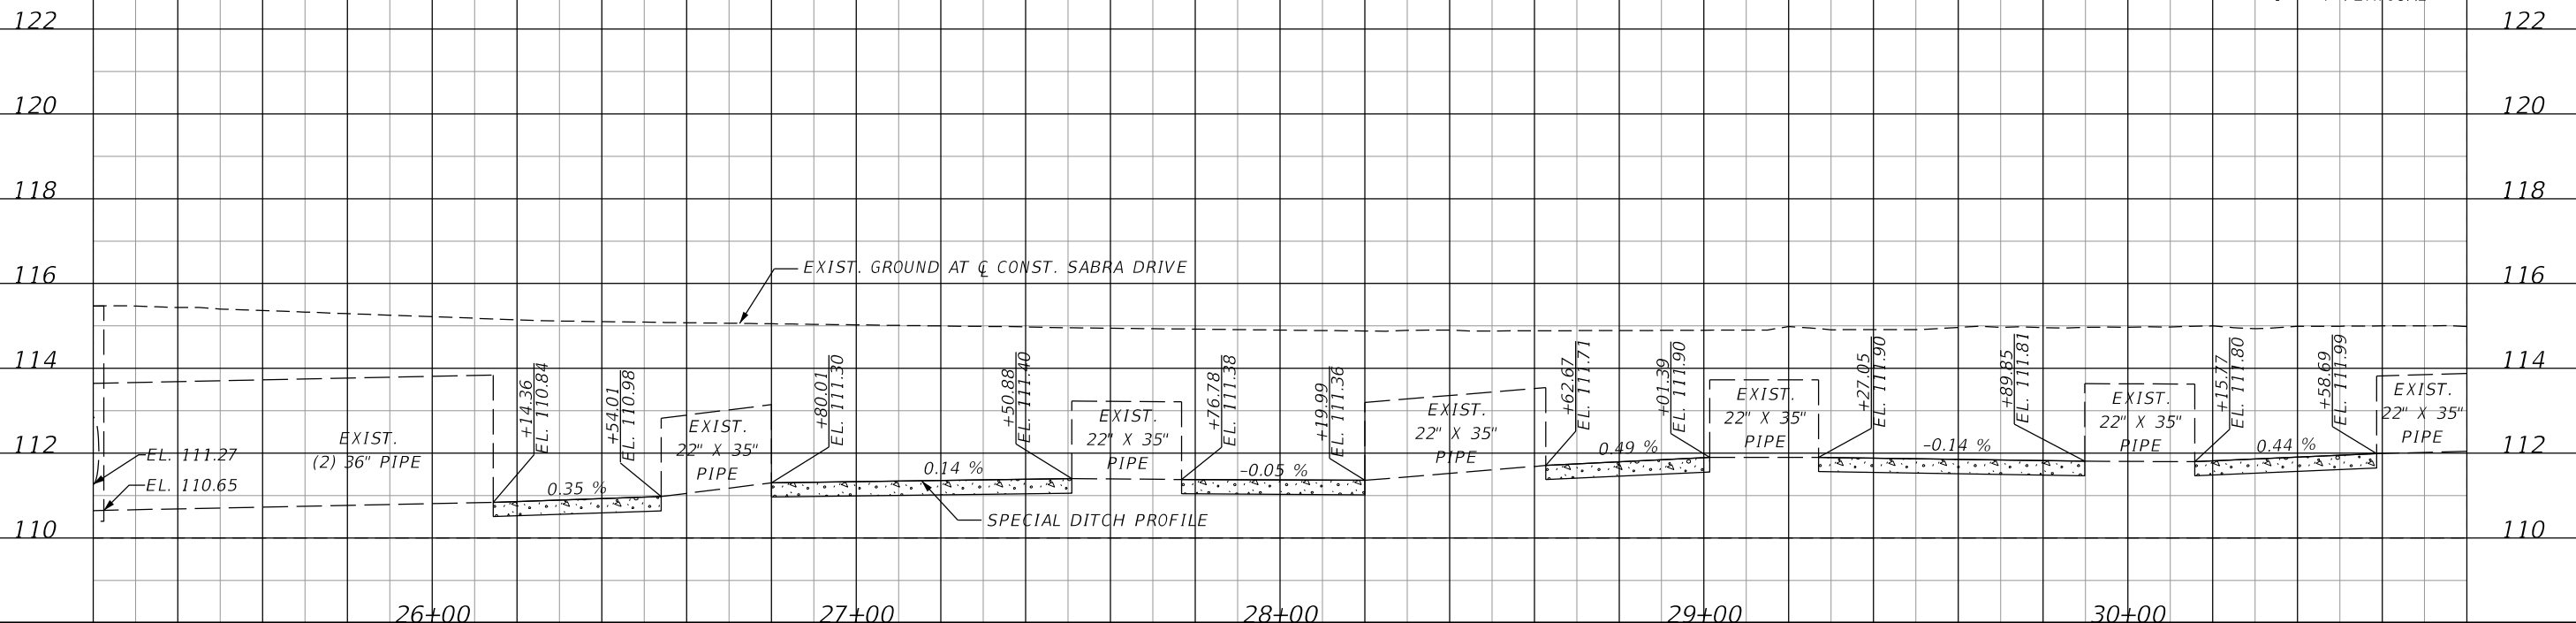 122
122
120
120
118
118
116
116
EXIST. GROUND AT ℄ CONST. SABRA DRIVE
114
114
+14.36
EL. 110.84
+54.01
EL. 110.98
+80.01
EL. 111.30
+50.88
EL. 111.40
+76.78
EL. 111.38
+19.99
EL. 111.36
+62.67
EL. 111.71
+01.39
EL. 111.90
+27.05
EL. 111.90
+89.85
EL. 111.81
+15.77
EL. 111.80
+58.69
EL. 111.99
EXIST.
(2) 36" PIPE
EXIST.
22" X 35"
PIPE
EXIST.
22" X 35"
PIPE
EXIST.
22" X 35"
PIPE
EXIST.
22" X 35"
PIPE
EXIST.
22" X 35"
PIPE
EXIST.
22" X 35"
PIPE
112
112
EL. 111.27
EL. 110.65
0.35 %
0.14 %
-0.05 %
0.49 %
-0.14 %
0.44 %
SPECIAL DITCH PROFILE
110
110
26+00
27+00
28+00
29+00
30+00